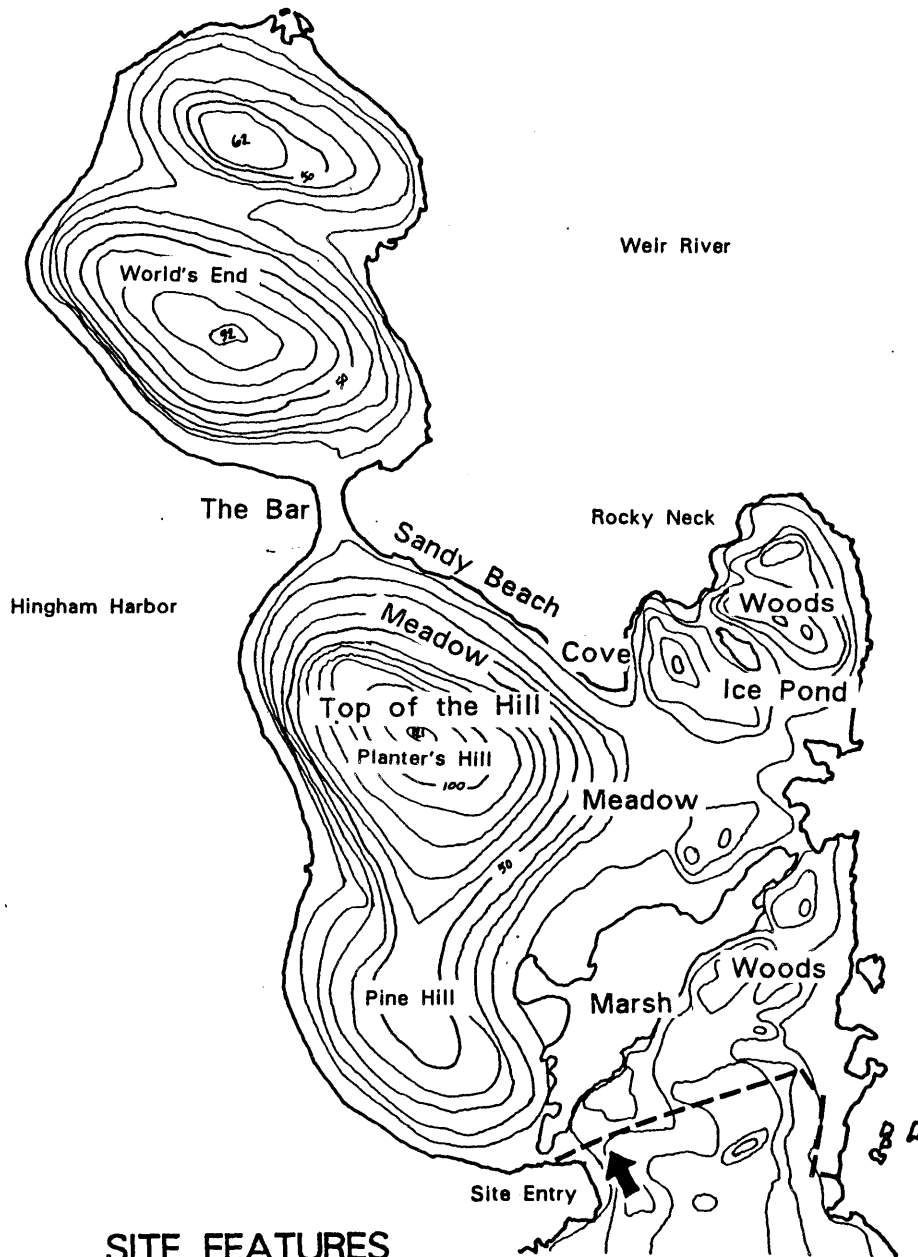 62
50
Weir River
World's End
92
50
The Bar
Sandy Beach
Rocky Neck
Hingham Harbor
Woods
Meadow
Cove
Ice Pond
Top of the Hill
Planter's Hill
100
Meadow
50
Woods
Pine Hill
Marsh
Site Entry
SITE FEATURES